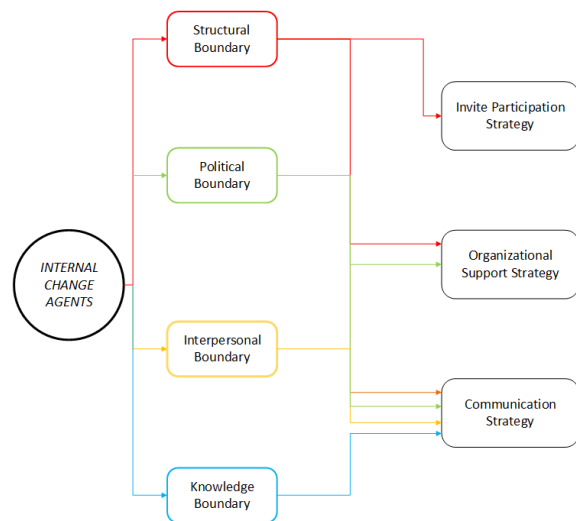 Structural
Boundary
Invite Participation
Strategy
Political
Boundary
INTERNAL
CHANGE
AGENTS
Organizational
Support Strategy
Interpersonal
Boundary
Communication
Strategy
Knowledge
Boundary